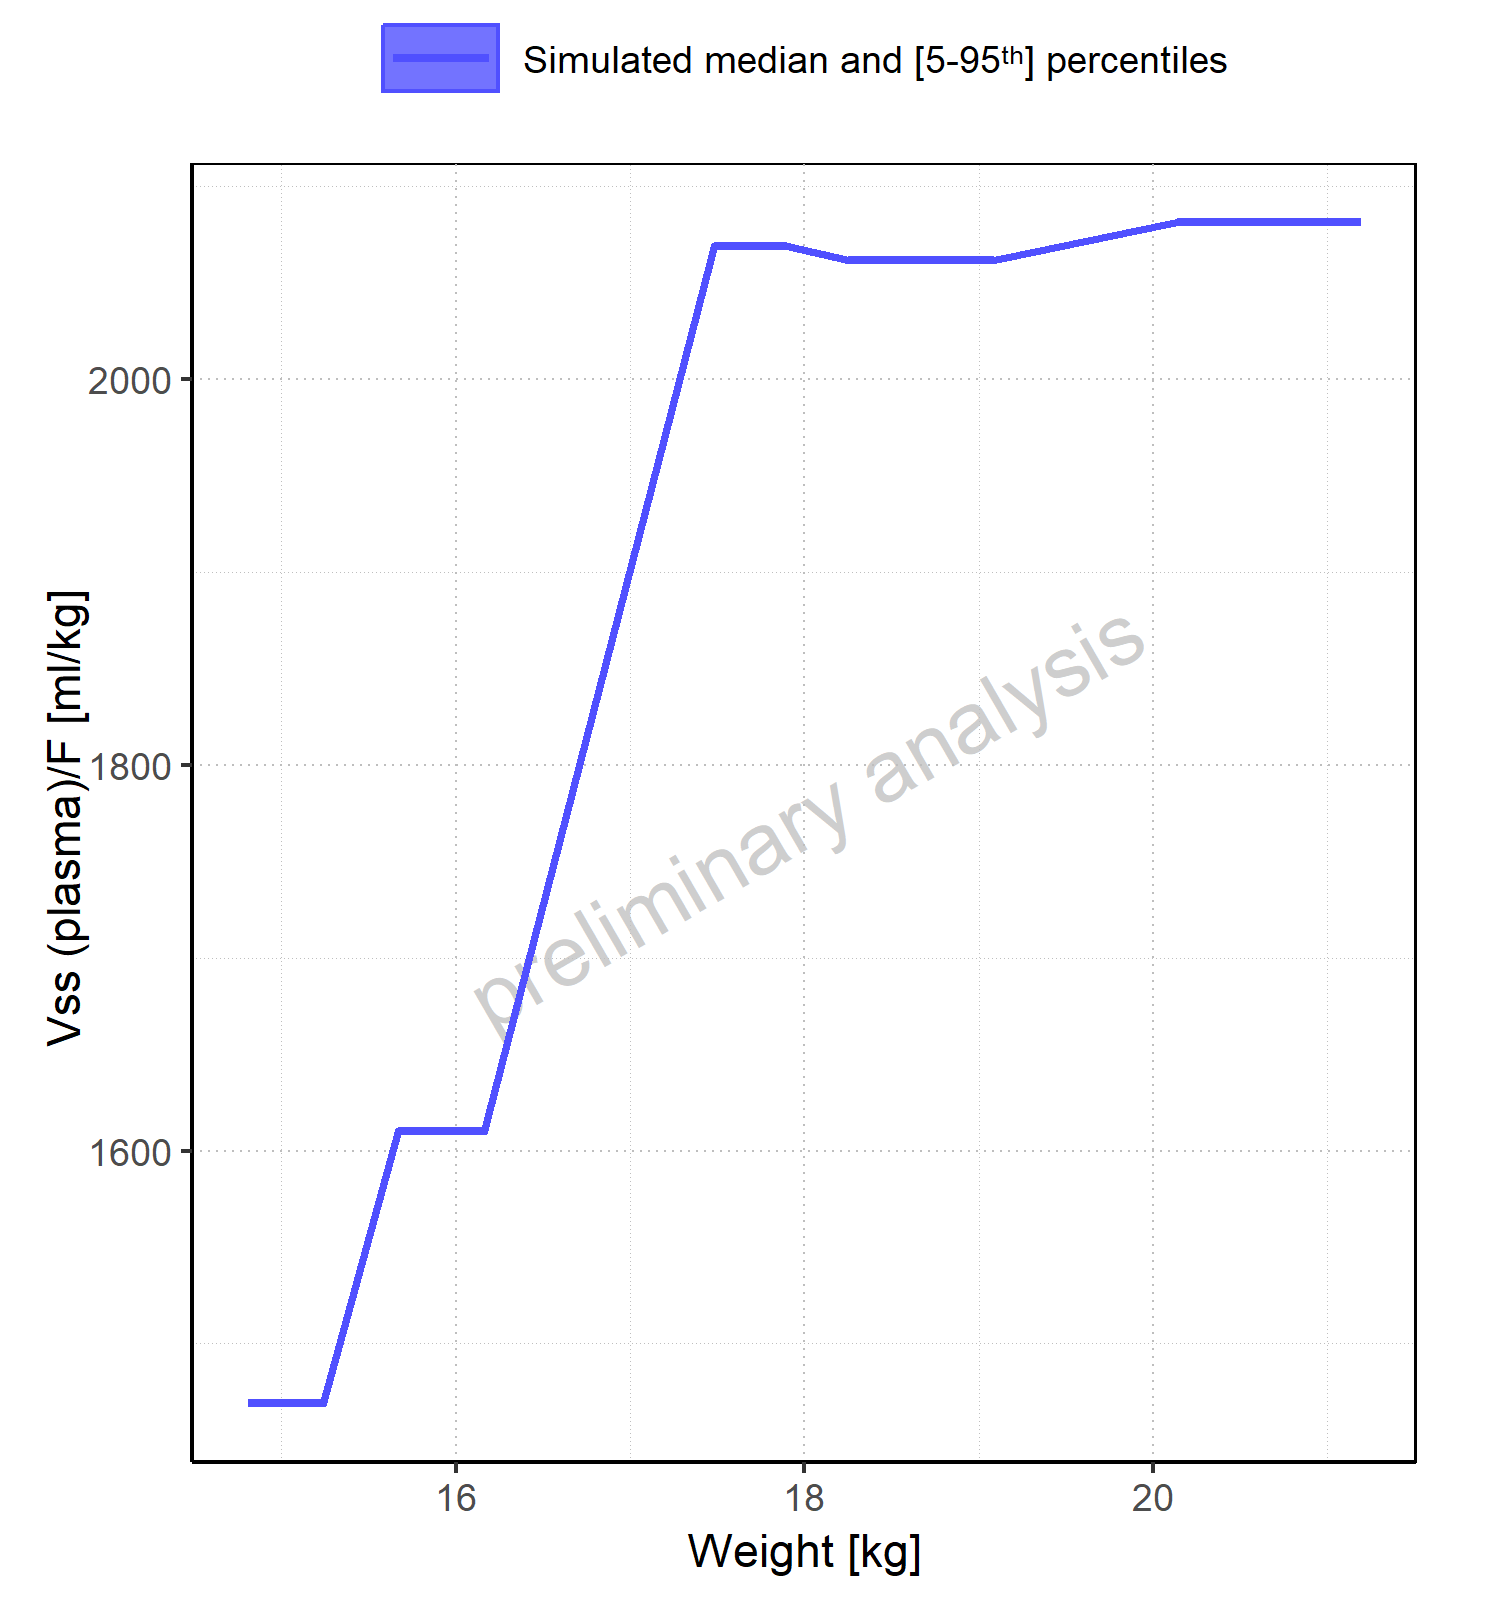 Simulated median and [5-95th] percentiles
2000
1800
1600
Vss (plasma)/F [ml/kg]
preliminary analysis
16 18 20
Weight [kg]